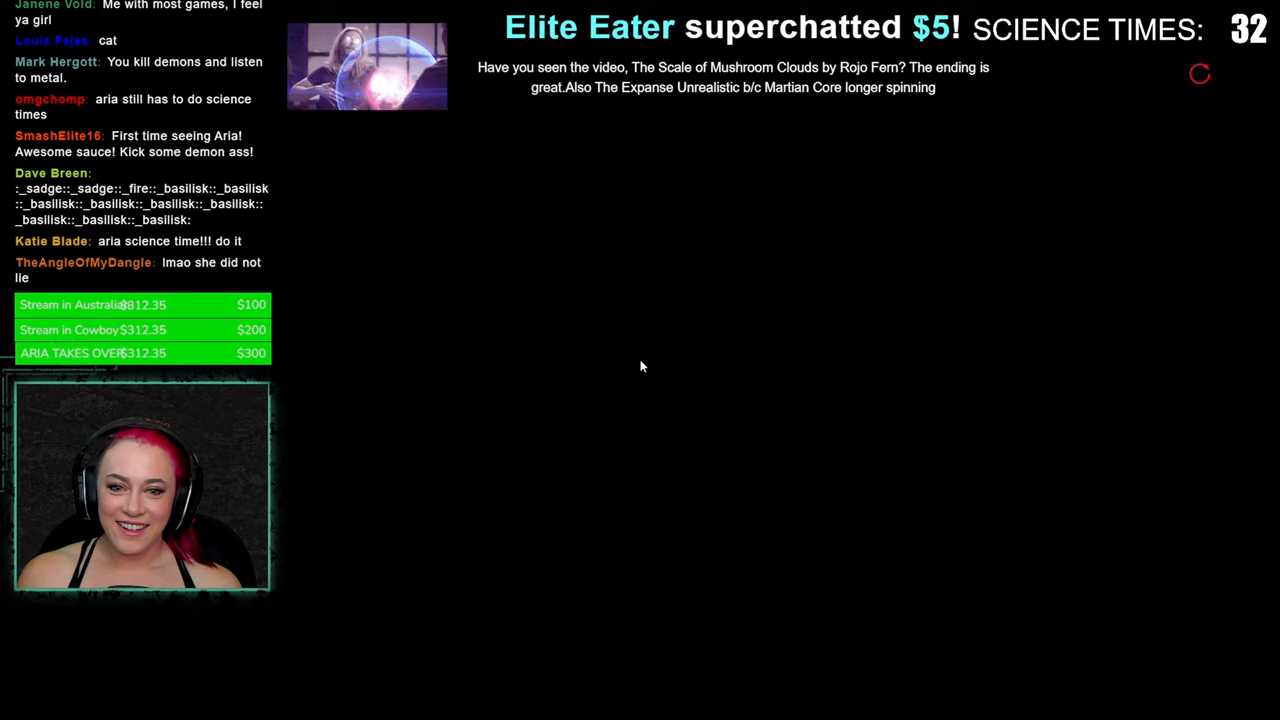 Janene Vold: Me with most games, I feel
ya girl
Louis Fejes: cat
Mark Hergott: You kill demons and listen
to metal.
omgchomp: aria still has to do science
times
SmashElite16: First time seeing Aria!
Awesome sauce! Kick some demon ass!
Dave Breen:
:_sadge::_sadge::_fire::_basilisk::_basilisk
::_basilisk::_basilisk::_basilisk::_basilisk::
_basilisk::_basilisk::_basilisk:
Katie Blade: aria science time!!! do it
TheAngleOfMyDangle: lmao she did not
lie
Stream in Australia $312.35 $100
Stream in Cowboy $312.35 $200
ARIA TAKES OVER $312.35 $300
Elite Eater superchatted $5! SCIENCE TIMES: 32
Have you seen the video, The Scale of Mushroom Clouds by Rojo Fern? The ending is
great.Also The Expanse Unrealistic b/c Martian Core longer spinning